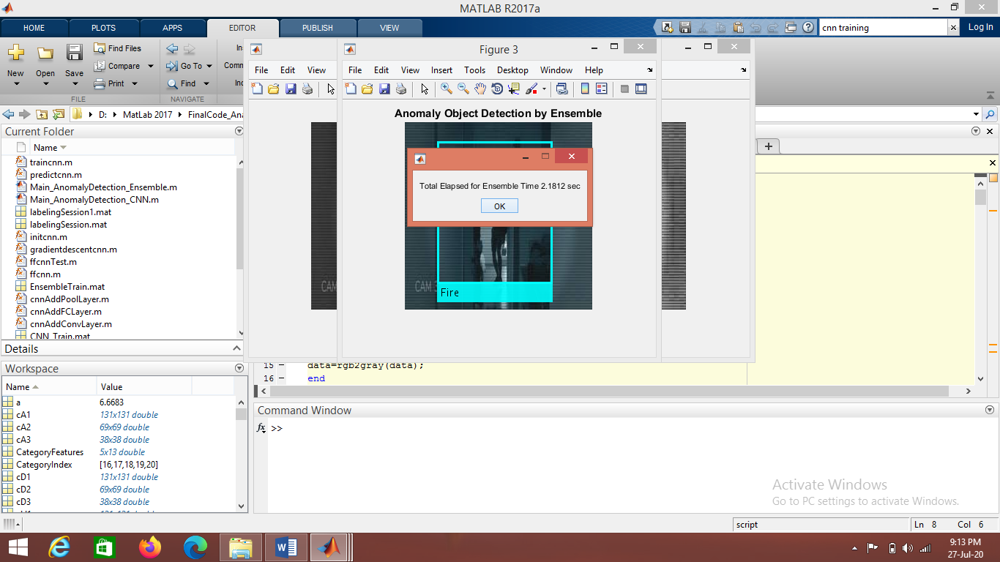 MATLAB R2017a
HOME PLOTS APPS EDITOR PUBLISH VIEW
cnn training
Log In
New Open Save
Find Files
Compare
Print
Go To
Find
FILE
NAVIGATE
D: MatLab 2017
Current Folder
Name
traincnn.m
predictcnn.m
Main_AnomalyDetection_Ensemble.m
Main_AnomalyDetection_CNN.m
labelingSession1.mat
labelingSession.mat
initcnn.m
gradientdescentcnn.m
ffcnnTest.m
ffcnn.m
EnsembleTrain.mat
cnnAddPoolLayer.m
cnnAddFCLayer.m
cnnAddConvLayer.m
CNN_Train.mat
Details
Workspace
Name Value
a 6.6683
cA1 131x131 double
cA2 69x69 double
cA3 38x38 double
CategoryFeatures 5x13 double
CategoryIndex [16,17,18,19,20]
cD1 131x131 double
cD2 69x69 double
cD3 38x38 double
File Edit View
Figure 3
File Edit View Insert Tools Desktop Window Help
Anomaly Object Detection by Ensemble
Total Elapsed for Ensemble Time 2.1812 sec
OK
CAM
CAM 3
Fire
15 data=rgb2gray(data);
16 end
Command Window
fx >>
Activate Windows
Go to PC settings to activate Windows.
script
Ln 8 Col 6
9:13 PM
27-Jul-20